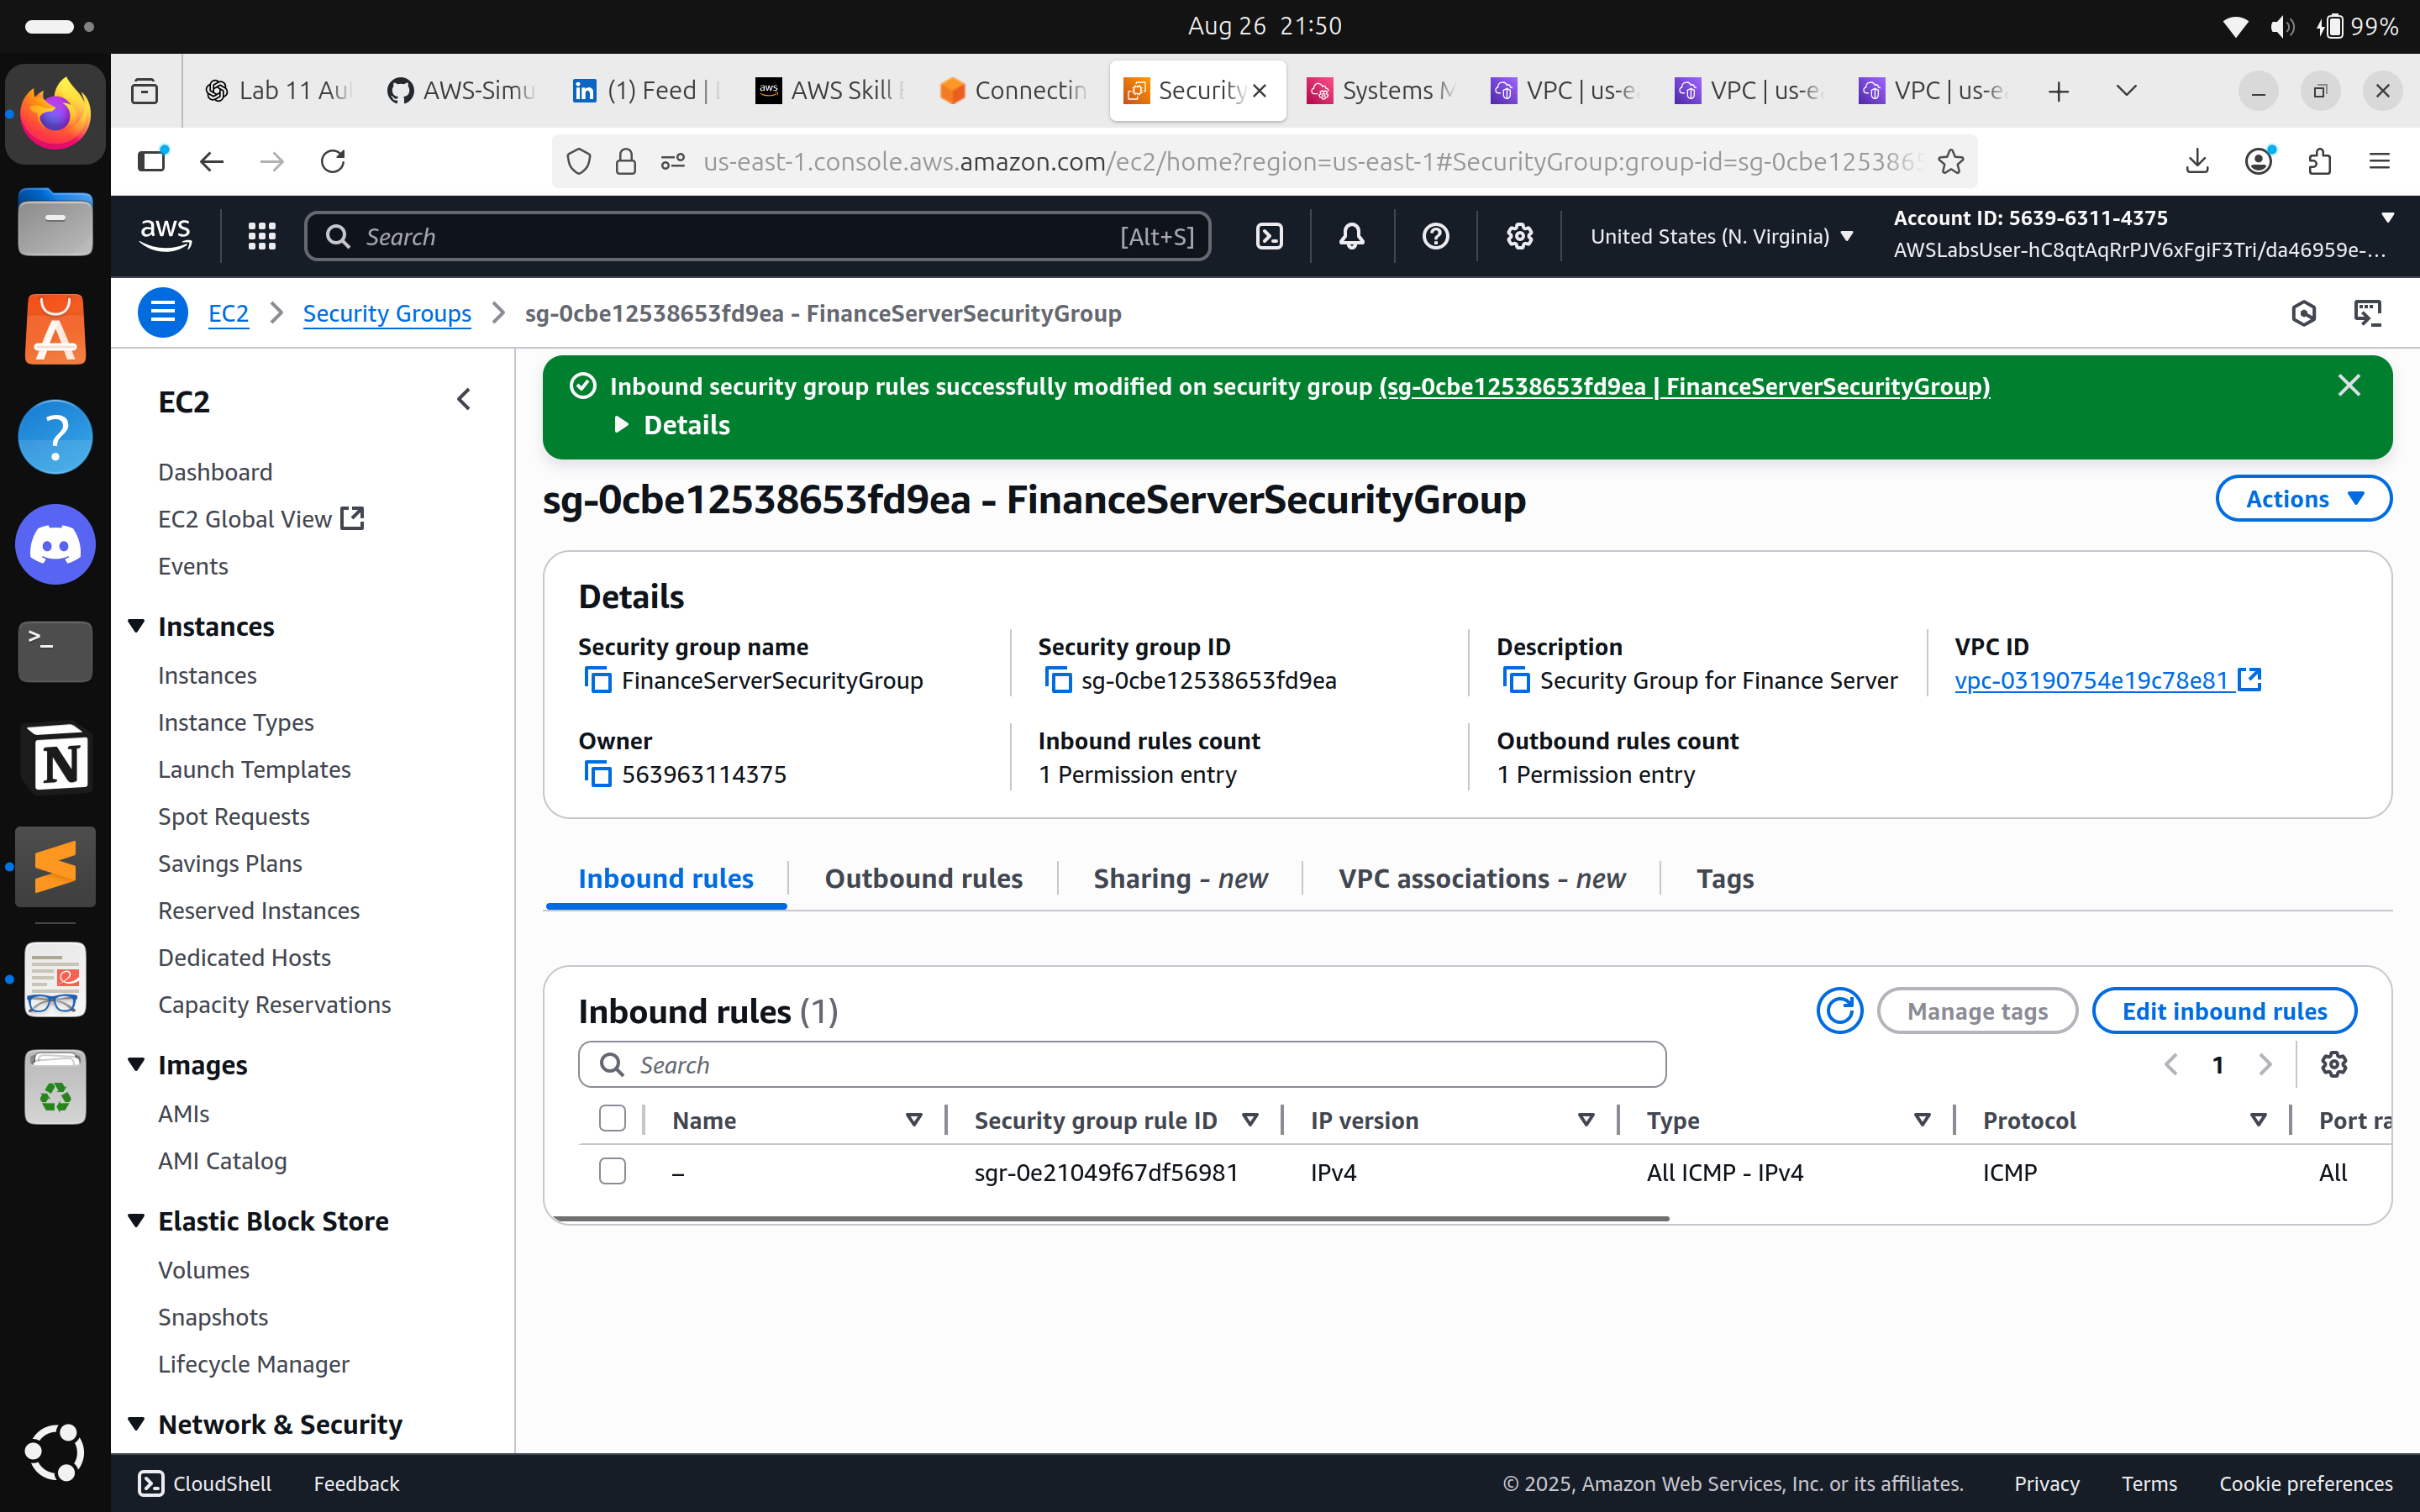 Aug 26 21:50
99%
Lab 11 Au
AWS-Simu
(1) Feed |
AWS Skill
Connectin
Security
Systems M
VPC | us-ea
VPC | us-ea
VPC | us-ea
us-east-1.console.aws.amazon.com/ec2/home?region=us-east-1#SecurityGroup:group-id=sg-0cbe1253865
aws
Search
[Alt+S]
United States (N. Virginia)
Account ID: 5639-6311-4375
AWSLabsUser-hC8qtAqRrPJV6xFgiF3Tri/da46959e-...
EC2
Security Groups
sg-0cbe12538653fd9ea - FinanceServerSecurityGroup
EC2
Dashboard
EC2 Global View
Events
Instances
Instances
Instance Types
Launch Templates
Spot Requests
Savings Plans
Reserved Instances
Dedicated Hosts
Capacity Reservations
Images
AMIs
AMI Catalog
Elastic Block Store
Volumes
Snapshots
Lifecycle Manager
Network & Security
Inbound security group rules successfully modified on security group (sg-0cbe12538653fd9ea | FinanceServerSecurityGroup)
Details
sg-0cbe12538653fd9ea - FinanceServerSecurityGroup
Actions
Details
Security group name
FinanceServerSecurityGroup
Security group ID
sg-0cbe12538653fd9ea
Description
Security Group for Finance Server
VPC ID
vpc-03190754e19c78e81
Owner
563963114375
Inbound rules count
1 Permission entry
Outbound rules count
1 Permission entry
Inbound rules
Outbound rules
Sharing - new
VPC associations - new
Tags
Inbound rules (1)
Manage tags
Edit inbound rules
Search
1
Name
Security group rule ID
IP version
Type
Protocol
Port ra
–
sgr-0e21049f67df56981
IPv4
All ICMP - IPv4
ICMP
All
CloudShell
Feedback
© 2025, Amazon Web Services, Inc. or its affiliates.
Privacy
Terms
Cookie preferences